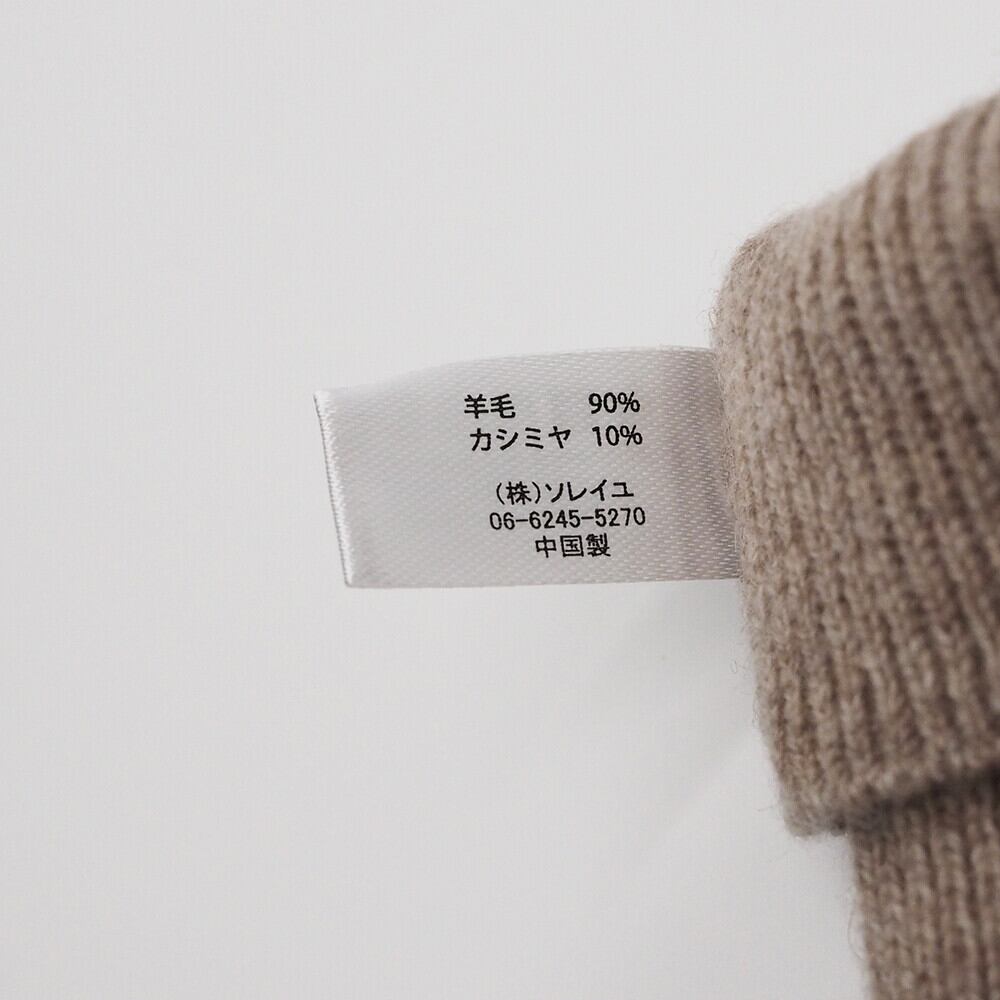 羊毛 90%
カシミヤ 10%
(株)ソレイユ
06-6245-5270
中国製